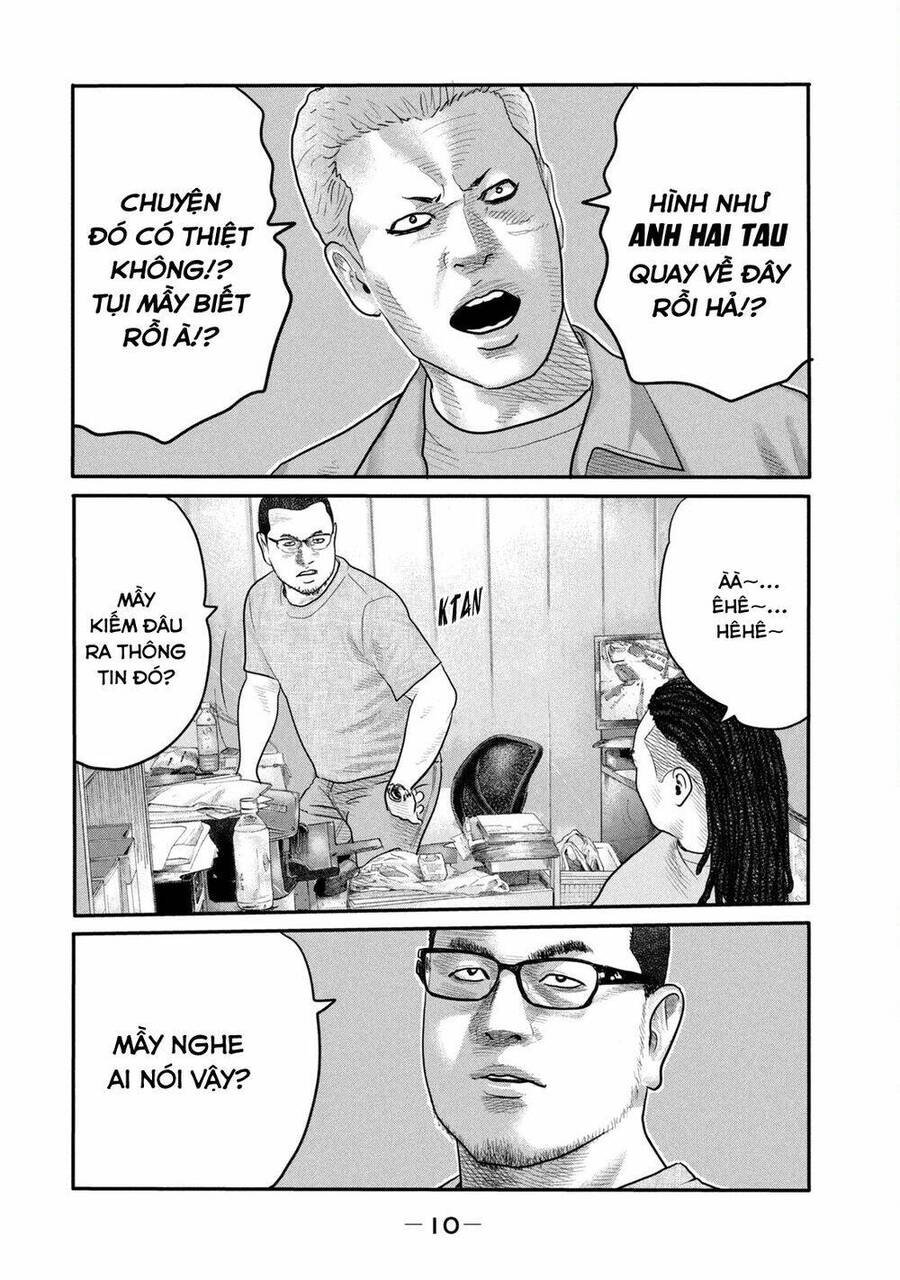 HÌNH NHƯ
ANH HAI TAU
QUAY VỀ ĐÂY
RỒI HẢ!?
CHUYỆN
ĐÓ CÓ THIỆT
KHÔNG!?
TỤI MẦY BIẾT
RỒI À!?
ÀÀ~...
ÊHÊ~...
HÊHÊ~
KTAN
MẦY
KIẾM ĐÂU
RA THÔNG
TIN ĐÓ?
MẦY NGHE
AI NÓI VẬY?
-10-